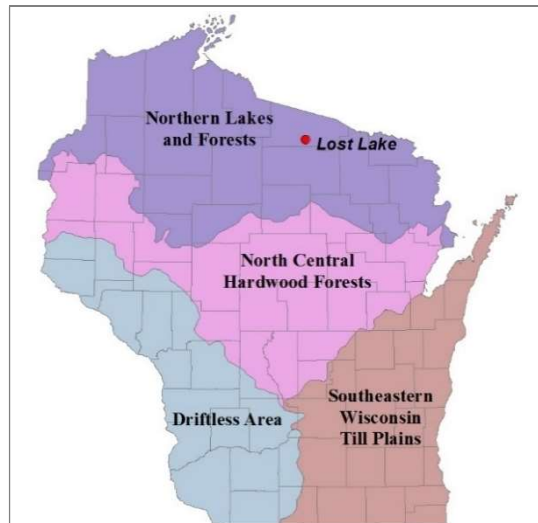 Northern Lakes
and Forests
Lost Lake
North Central
Hardwood Forests
Driftless Area
Southeastern
Wisconsin
Till Plains